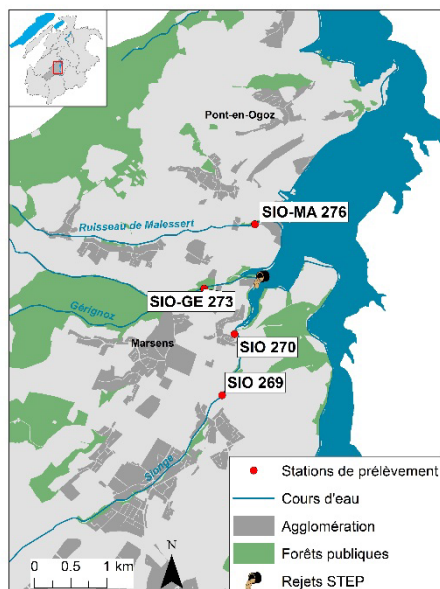 Pont-en-Ogoz
Ruisseau de Malessert
SIO-MA 276
SIO-GE 273
Gérignoz
SIO 270
Marsens
SIO 269
Sionge
Stations de prélèvement
Cours d'eau
Agglomération
Forêts publiques
Rejets STEP
N
0 0.5 1 km